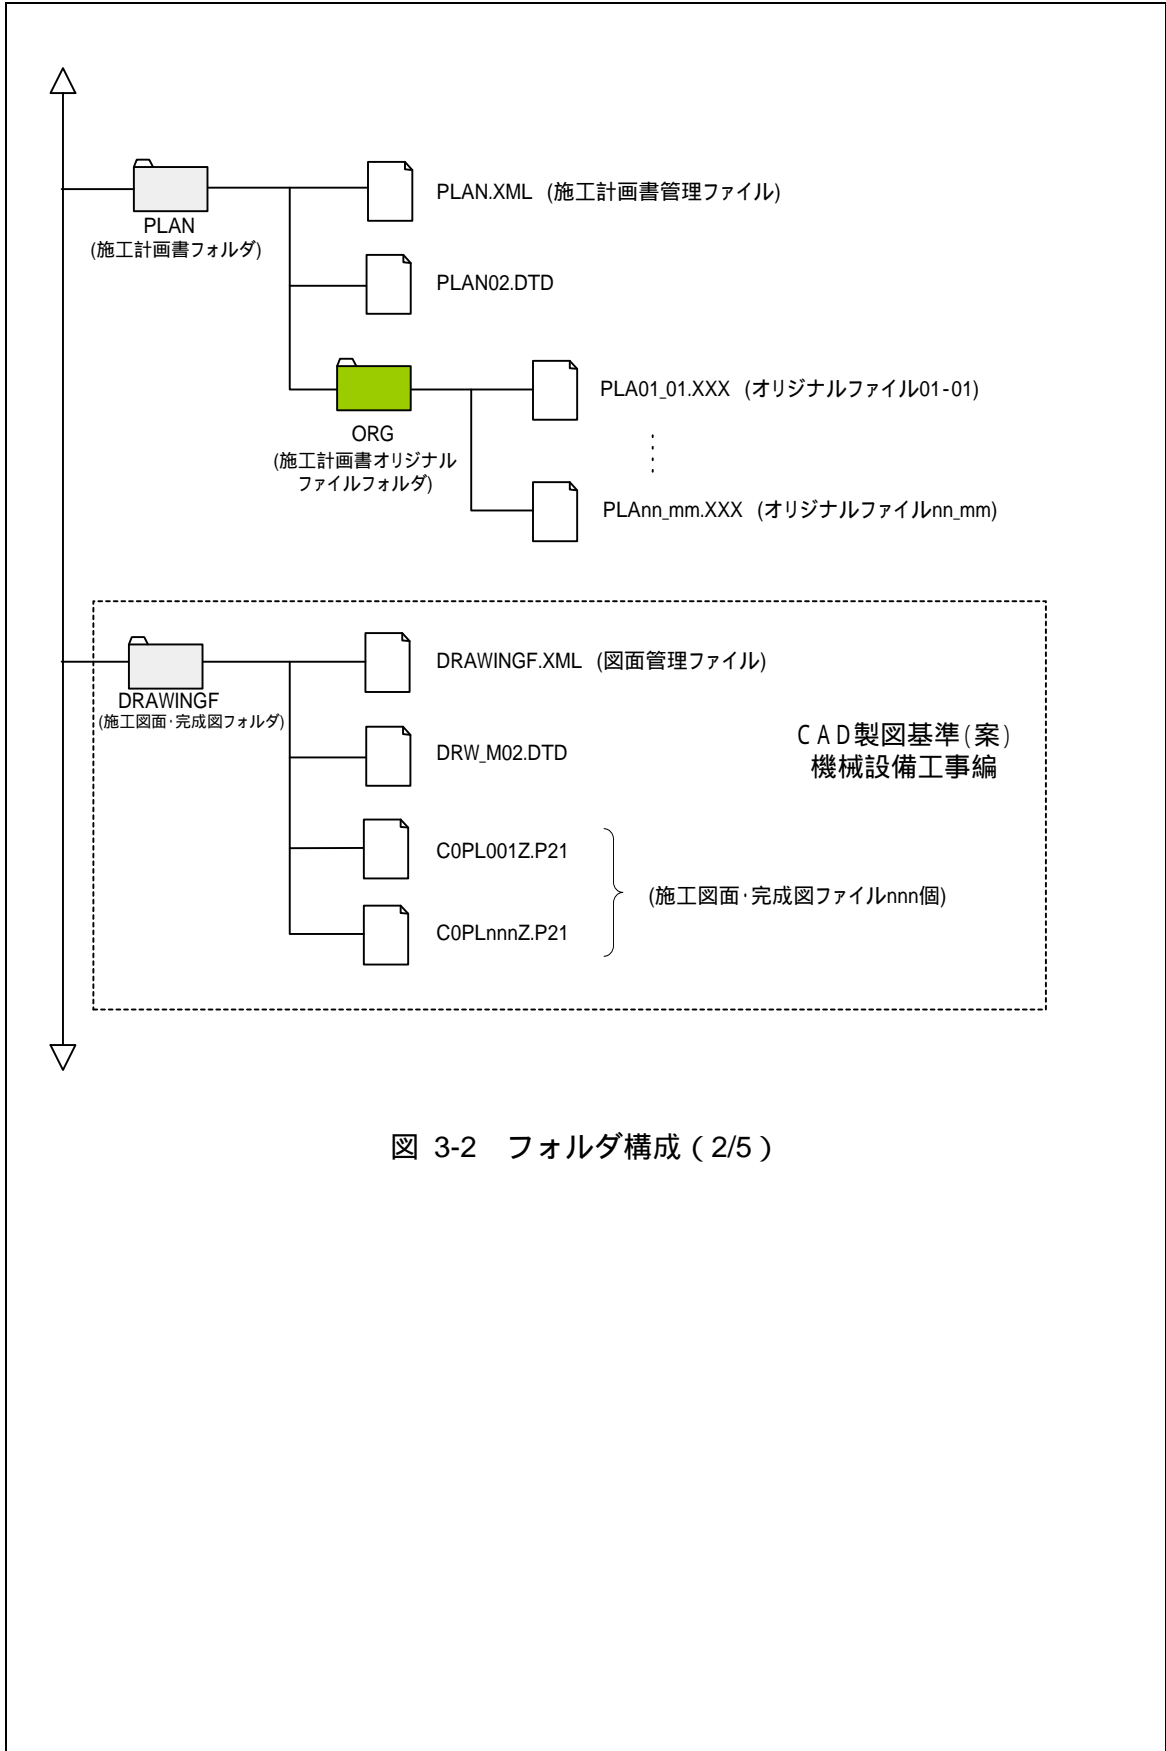 PLAN.XML (施工計画書管理ファイル)
PLAN
(施工計画書フォルダ)
PLAN02.DTD
PLA01_01.XXX (オリジナルファイル01-01)
ORG
(施工計画書オリジナル
ファイルフォルダ)
PLAnn_mm.XXX (オリジナルファイルnn_mm)
DRAWINGF.XML (図面管理ファイル)
DRAWINGF
(施工図面・完成図フォルダ)
DRW_M02.DTD
CAD製図基準(案)
機械設備工事編
C0PL001Z.P21
(施工図面・完成図ファイルnnn個)
C0PLnnnZ.P21
図 3-2 フォルダ構成(2/5)